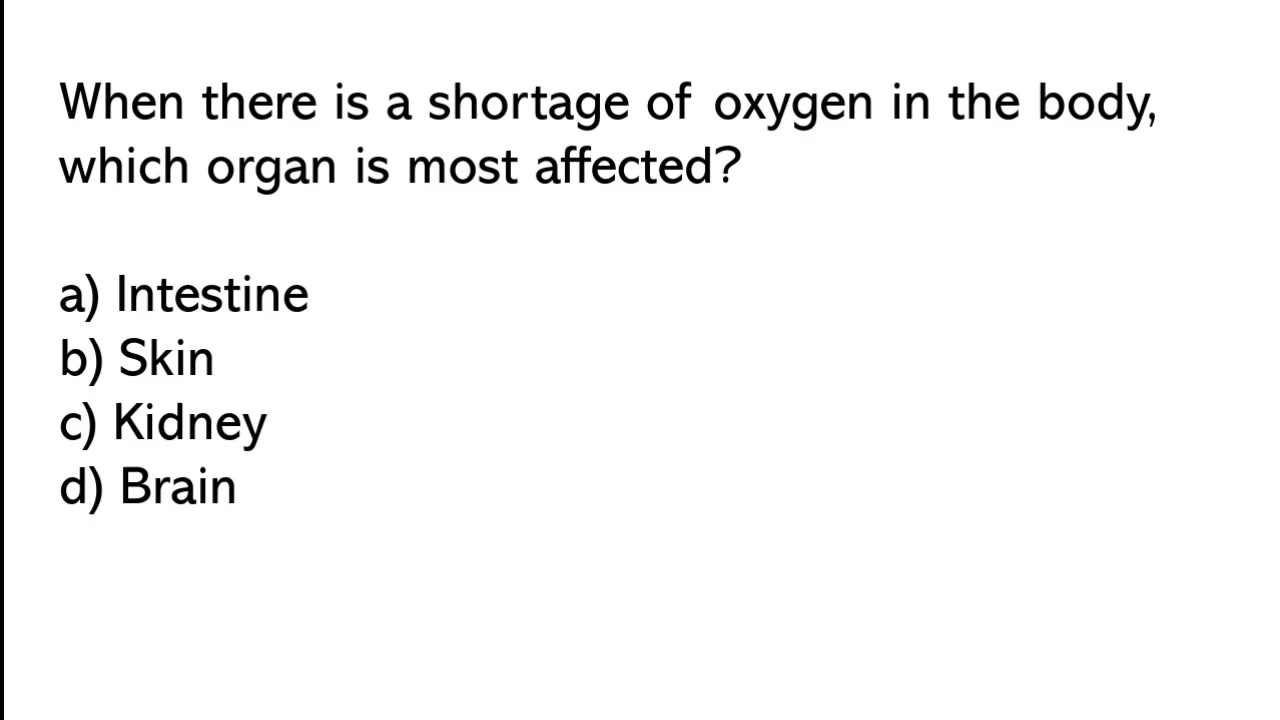 When there is a shortage of oxygen in the body,
which organ is most affected?
a) Intestine
b) Skin
c) Kidney
d) Brain